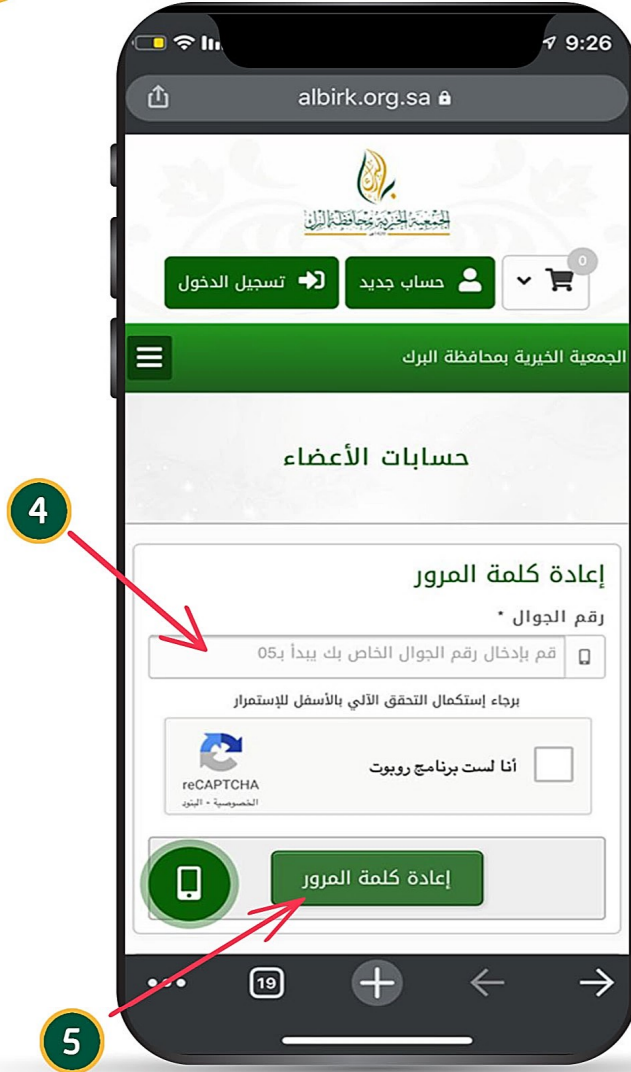 9:26
albirk.org.sa
الجمعية الخيرية بمحافظة البرك
0
حساب جديد
تسجيل الدخول
الجمعية الخيرية بمحافظة البرك
حسابات الأعضاء
4
إعادة كلمة المرور
رقم الجوال *
قم بإدخال رقم الجوال الخاص بك يبدأ بـ05
برجاء إستكمال التحقق الآلي بالأسفل للإستمرار
أنا لست برنامج روبوت
reCAPTCHA
الخصوصية - البنود
إعادة كلمة المرور
19
5